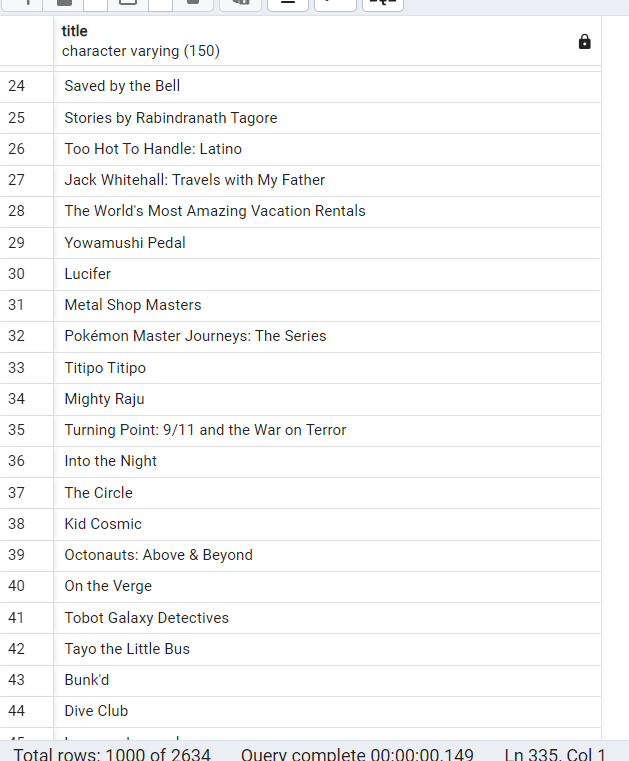 title
character varying (150)
24 Saved by the Bell
25 Stories by Rabindranath Tagore
26 Too Hot To Handle: Latino
27 Jack Whitehall: Travels with My Father
28 The World's Most Amazing Vacation Rentals
29 Yowamushi Pedal
30 Lucifer
31 Metal Shop Masters
32 Pokémon Master Journeys: The Series
33 Titipo Titipo
34 Mighty Raju
35 Turning Point: 9/11 and the War on Terror
36 Into the Night
37 The Circle
38 Kid Cosmic
39 Octonauts: Above & Beyond
40 On the Verge
41 Tobot Galaxy Detectives
42 Tayo the Little Bus
43 Bunk'd
44 Dive Club
Total rows: 1000 of 2634 Query complete 00:00:00.149 Ln 335, Col 1